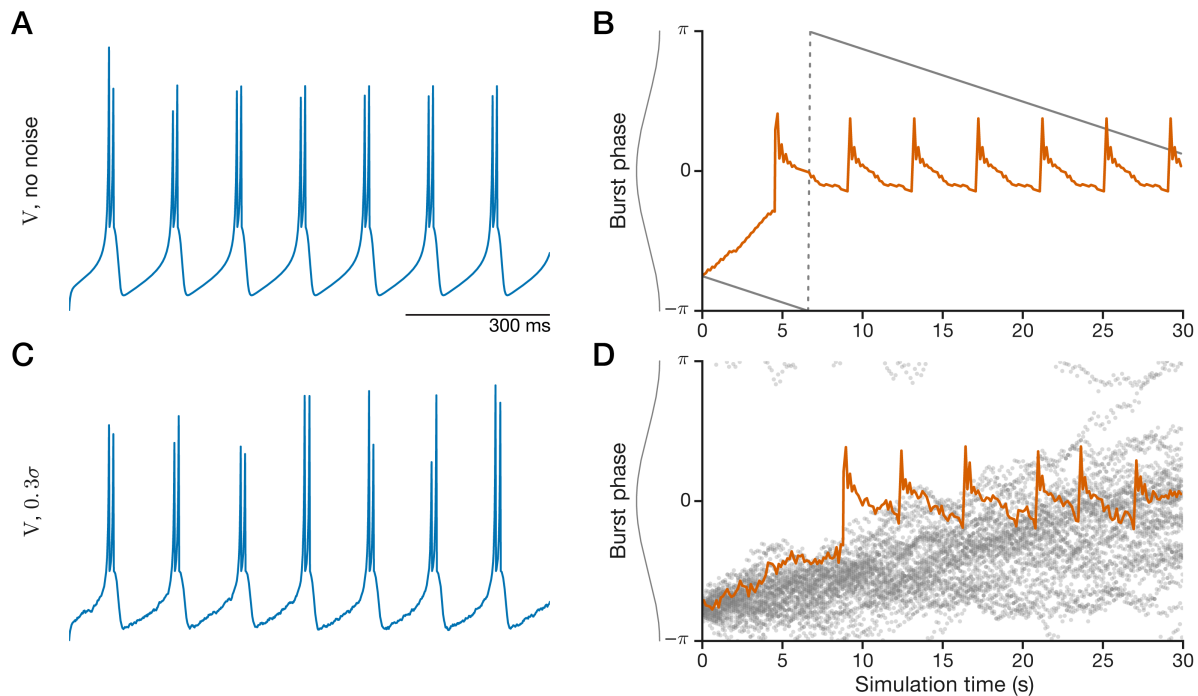 A
V, no noise
300 ms
B
Burst phase
π
0
−π
0 5 10 15 20 25 30
C
V, 0.3σ
D
Burst phase
π
0
−π
0 5 10 15 20 25 30
Simulation time (s)